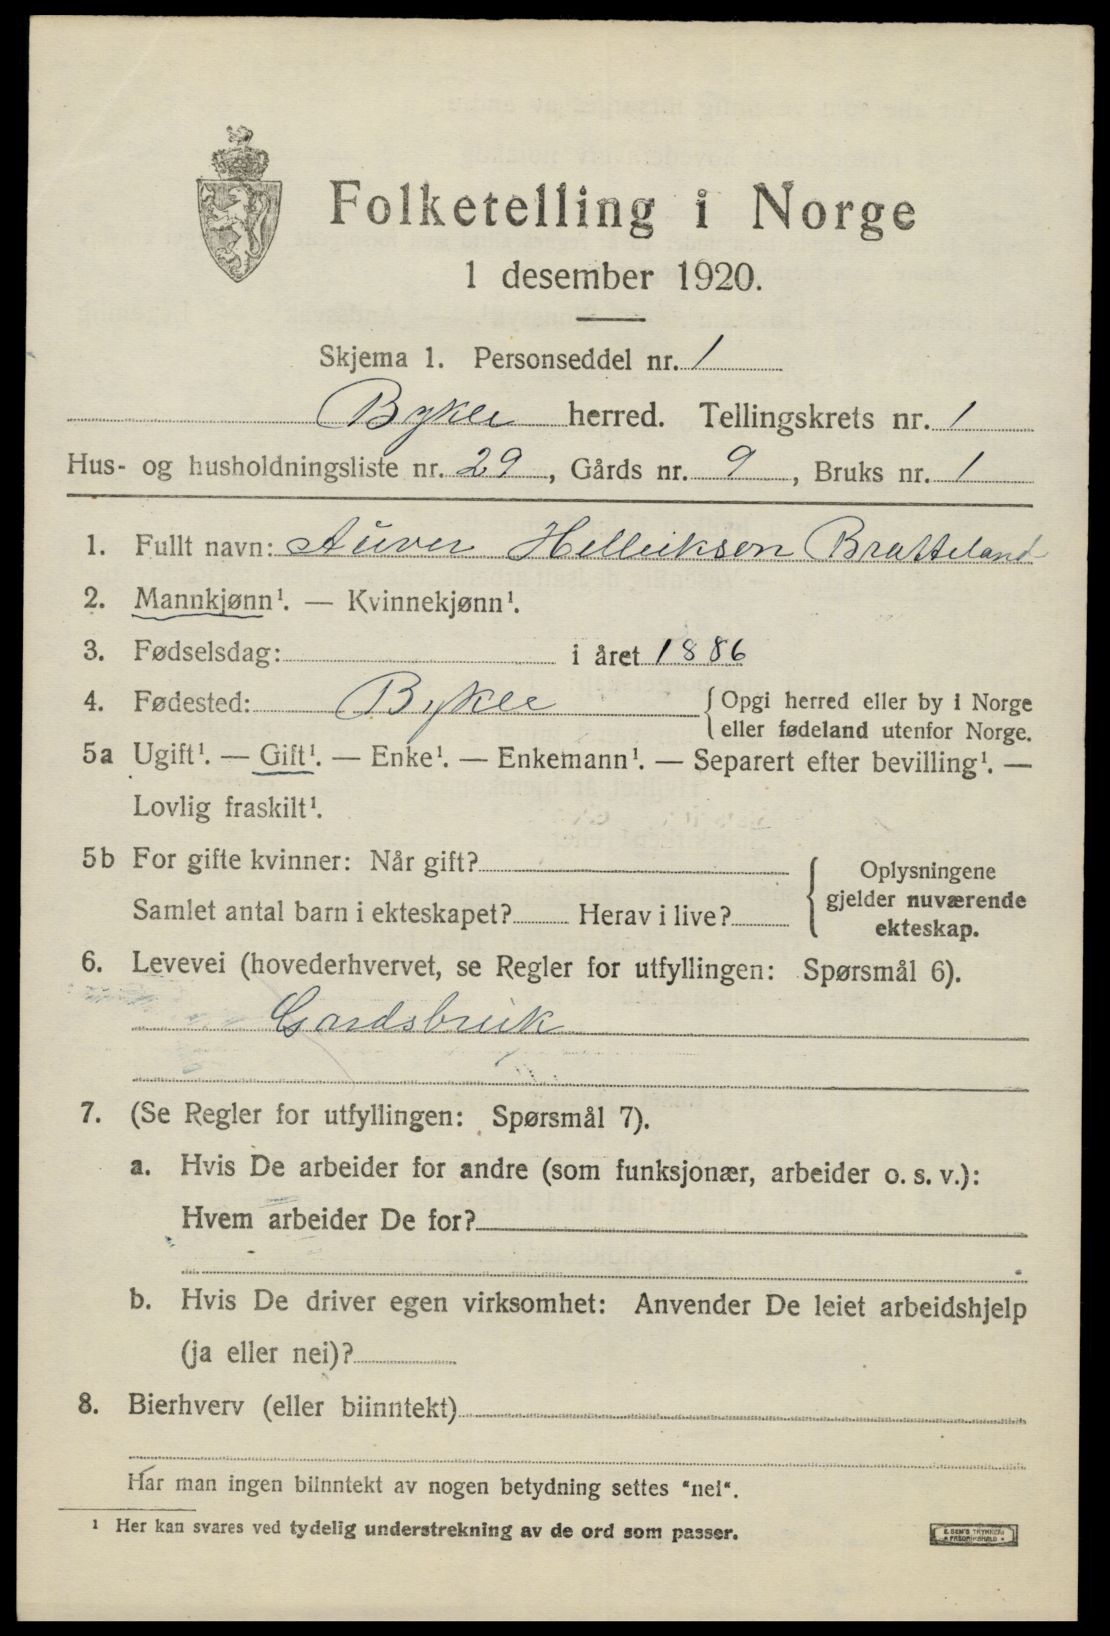 Folketelling i Norge
1 desember 1920.
Skjema 1. Personseddel nr. 1
Bykle herred. Tellingskrets nr. 1
Hus- og husholdningsliste nr. 29, Gårds nr. 9, Bruks nr. 1
1. Fullt navn: Auver Helleiksen Bratteland
2. Mannkjønn¹. — Kvinnekjønn¹.
3. Fødselsdag: i året 1886
4. Fødested: Bykle { Opgi herred eller by i Norge
eller fødeland utenfor Norge.
5a Ugift¹. — Gift¹. — Enke¹. — Enkemann¹. — Separert efter bevilling¹. —
Lovlig fraskilt¹.
5b For gifte kvinner: Når gift?
Samlet antal barn i ekteskapet? Herav i live?
{ Oplysningene
gjelder nuværende
ekteskap.
6. Levevei (hovederhvervet, se Regler for utfyllingen: Spørsmål 6).
Gardsbruk
7. (Se Regler for utfyllingen: Spørsmål 7).
a. Hvis De arbeider for andre (som funksjonær, arbeider o. s. v.):
Hvem arbeider De for?
b. Hvis De driver egen virksomhet: Anvender De leiet arbeidshjelp
(ja eller nei)?
8. Bierhverv (eller biinntekt)
Har man ingen biinntekt av nogen betydning settes "nei".
¹ Her kan svares ved tydelig understrekning av de ord som passer.